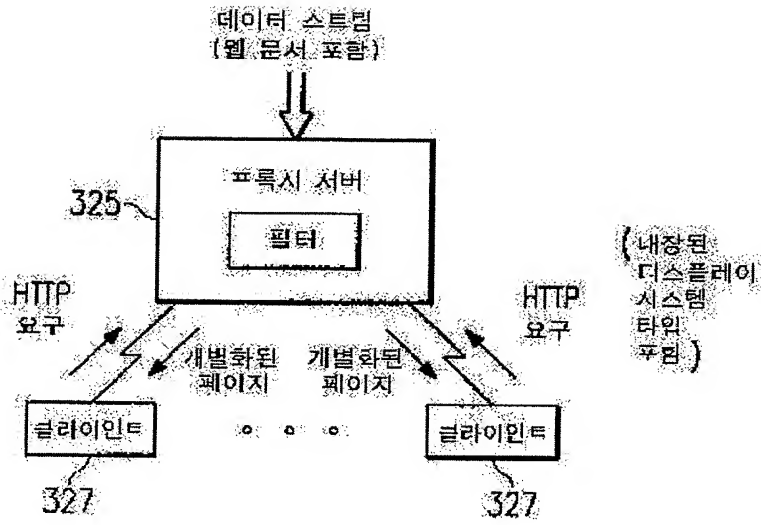 데이터 스트림
(웹 문서 포함)
프록시 서버
필터
325
HTTP
요구
개별화된
페이지
개별화된
페이지
HTTP
요구
(내장된
디스플레이
시스템
타입
포함)
클라이언트
클라이언트
327
327